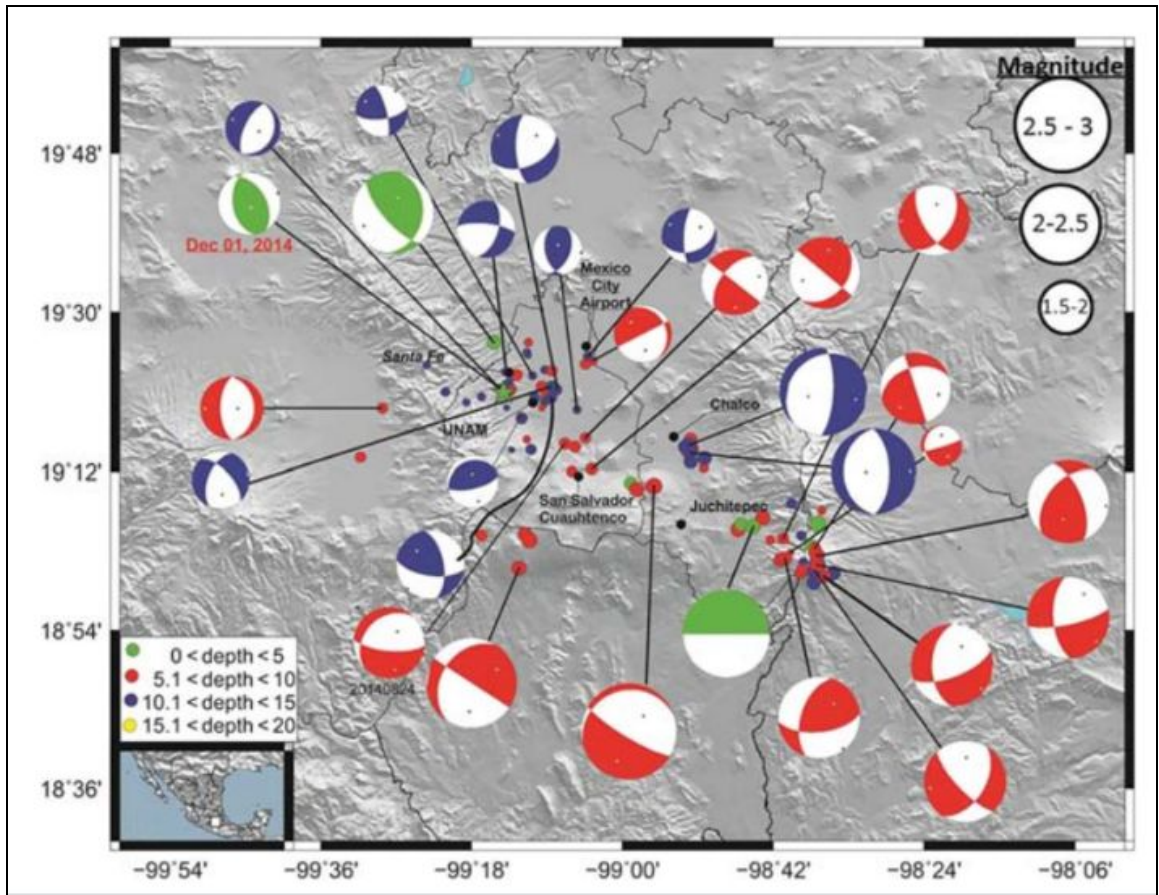 Magnitude
2.5 - 3
2-2.5
1.5-2
19°48'
19°30'
19°12'
18°54'
18°36'
Dec 01, 2014
Mexico
City
Airport
Santa Fe
UNAM
Chalco
San Salvador
Cuauhtenco
Juchitepec
20140824
0 < depth < 5
5.1 < depth < 10
10.1 < depth < 15
15.1 < depth < 20
−99°54'
−99°36'
−99°18'
−99°00'
−98°42'
−98°24'
−98°06'